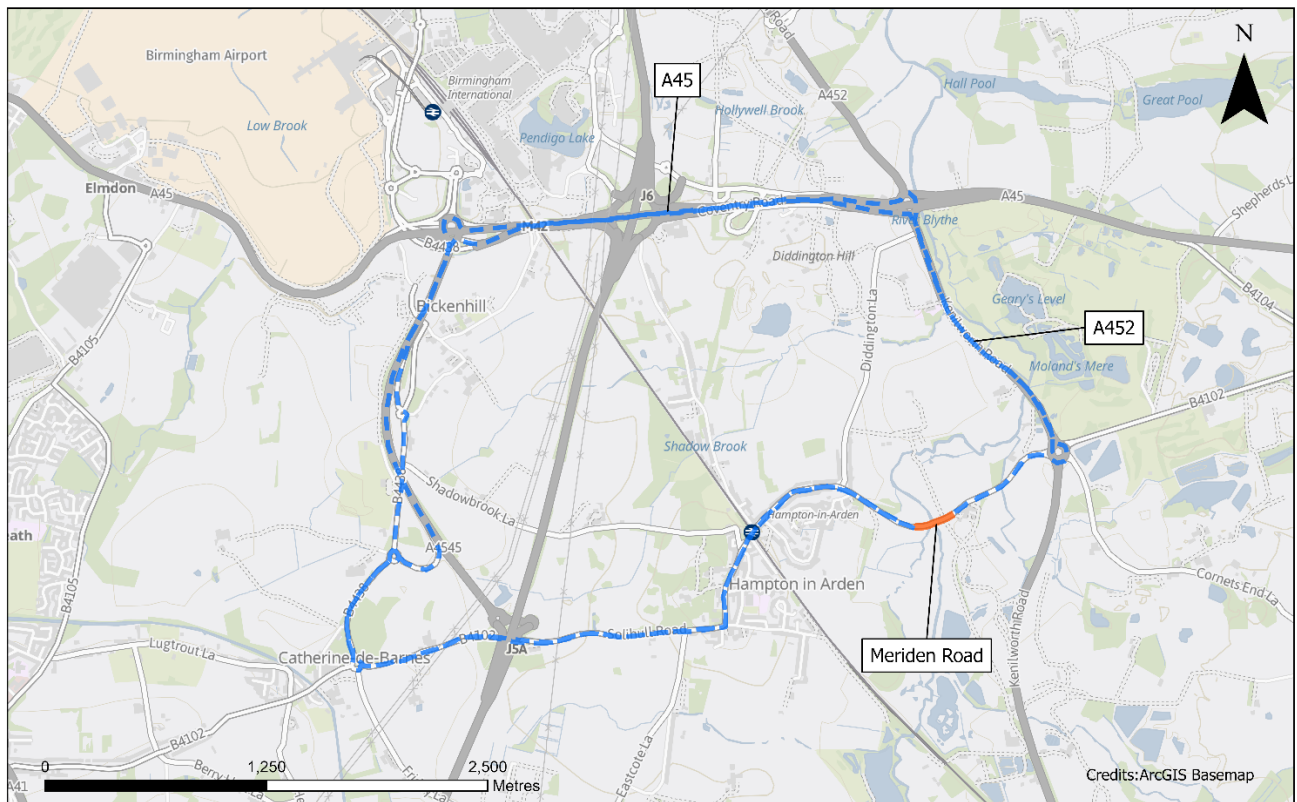 N
Birmingham Airport
Birmingham
International
Low Brook
Pendigo Lake
A45
Hollywell Brook
A452
Hall Pool
Great Pool
Elmdon
A45
J6
Coventry Road
A45
Shepherds L
River Blythe
M42
Diddington Hill
Bickenhill
Diddington La
Geary's Level
Kenilworth Road
A452
B4104
B4105
Moland's Mere
B4102
Shadow Brook
Shadowbrook La
Hampton-in-Arden
A4545
Hampton in Arden
Cornets End La
B4105
B4438
Solihull Road
B4102
J5A
Meriden Road
Kenilworth Road
Lugtrout La
Catherine-de-Barnes
B4102
Eastcote La
0
1,250
2,500
Metres
A41
Credits:ArcGIS Basemap